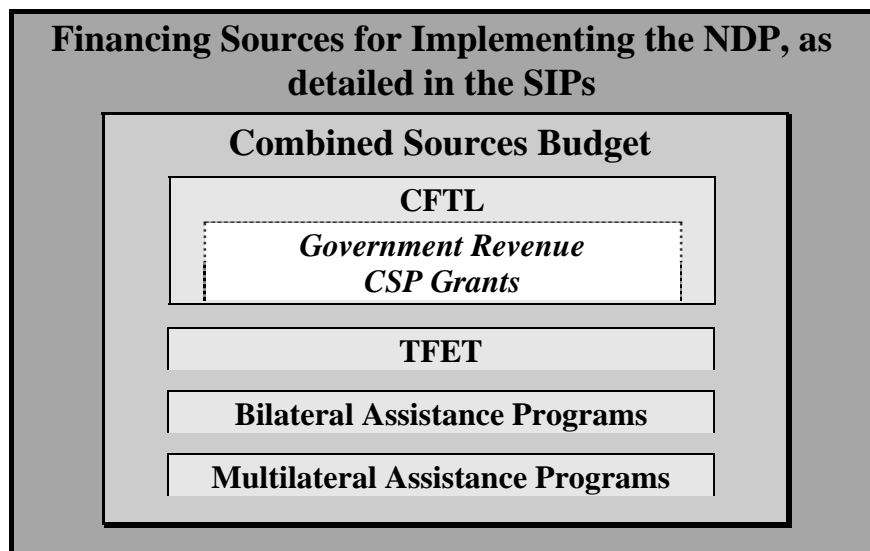 Financing Sources for Implementing the NDP, as
detailed in the SIPs
Combined Sources Budget
CFTL
Government Revenue
CSP Grants
TFET
Bilateral Assistance Programs
Multilateral Assistance Programs